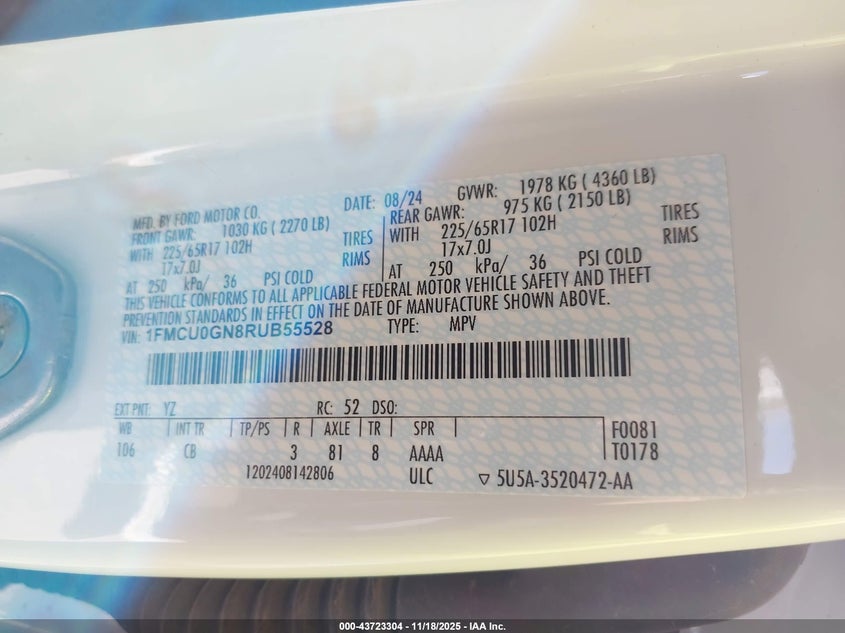 MFD. BY FORD MOTOR CO. DATE: 08/24 GVWR: 1978 KG ( 4360 LB)
FRONT GAWR: 1030 KG ( 2270 LB) REAR GAWR: 975 KG ( 2150 LB)
WITH 225/65R17 102H TIRES WITH 225/65R17 102H TIRES
17x7.0J RIMS 17x7.0J RIMS
AT 250 kPa/ 36 PSI COLD AT 250 kPa/ 36 PSI COLD
THIS VEHICLE CONFORMS TO ALL APPLICABLE FEDERAL MOTOR VEHICLE SAFETY AND THEFT
PREVENTION STANDARDS IN EFFECT ON THE DATE OF MANUFACTURE SHOWN ABOVE.
VIN: 1FMCU0GN8RUB55528 TYPE: MPV
EXT PNT: YZ RC: 52 DSO:
WB INT TR TP/PS R AXLE TR SPR F0081
106 CB 3 81 8 AAAA T0178
1202408142806 ULC ▽ 5U5A-3520472-AA
000-43723304 - 11/18/2025 - IAA Inc.